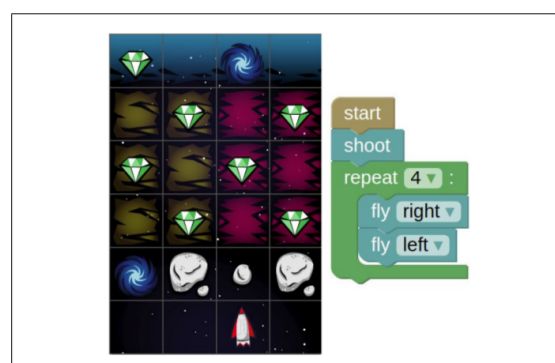 start
shoot
repeat 4 :
fly right
fly left